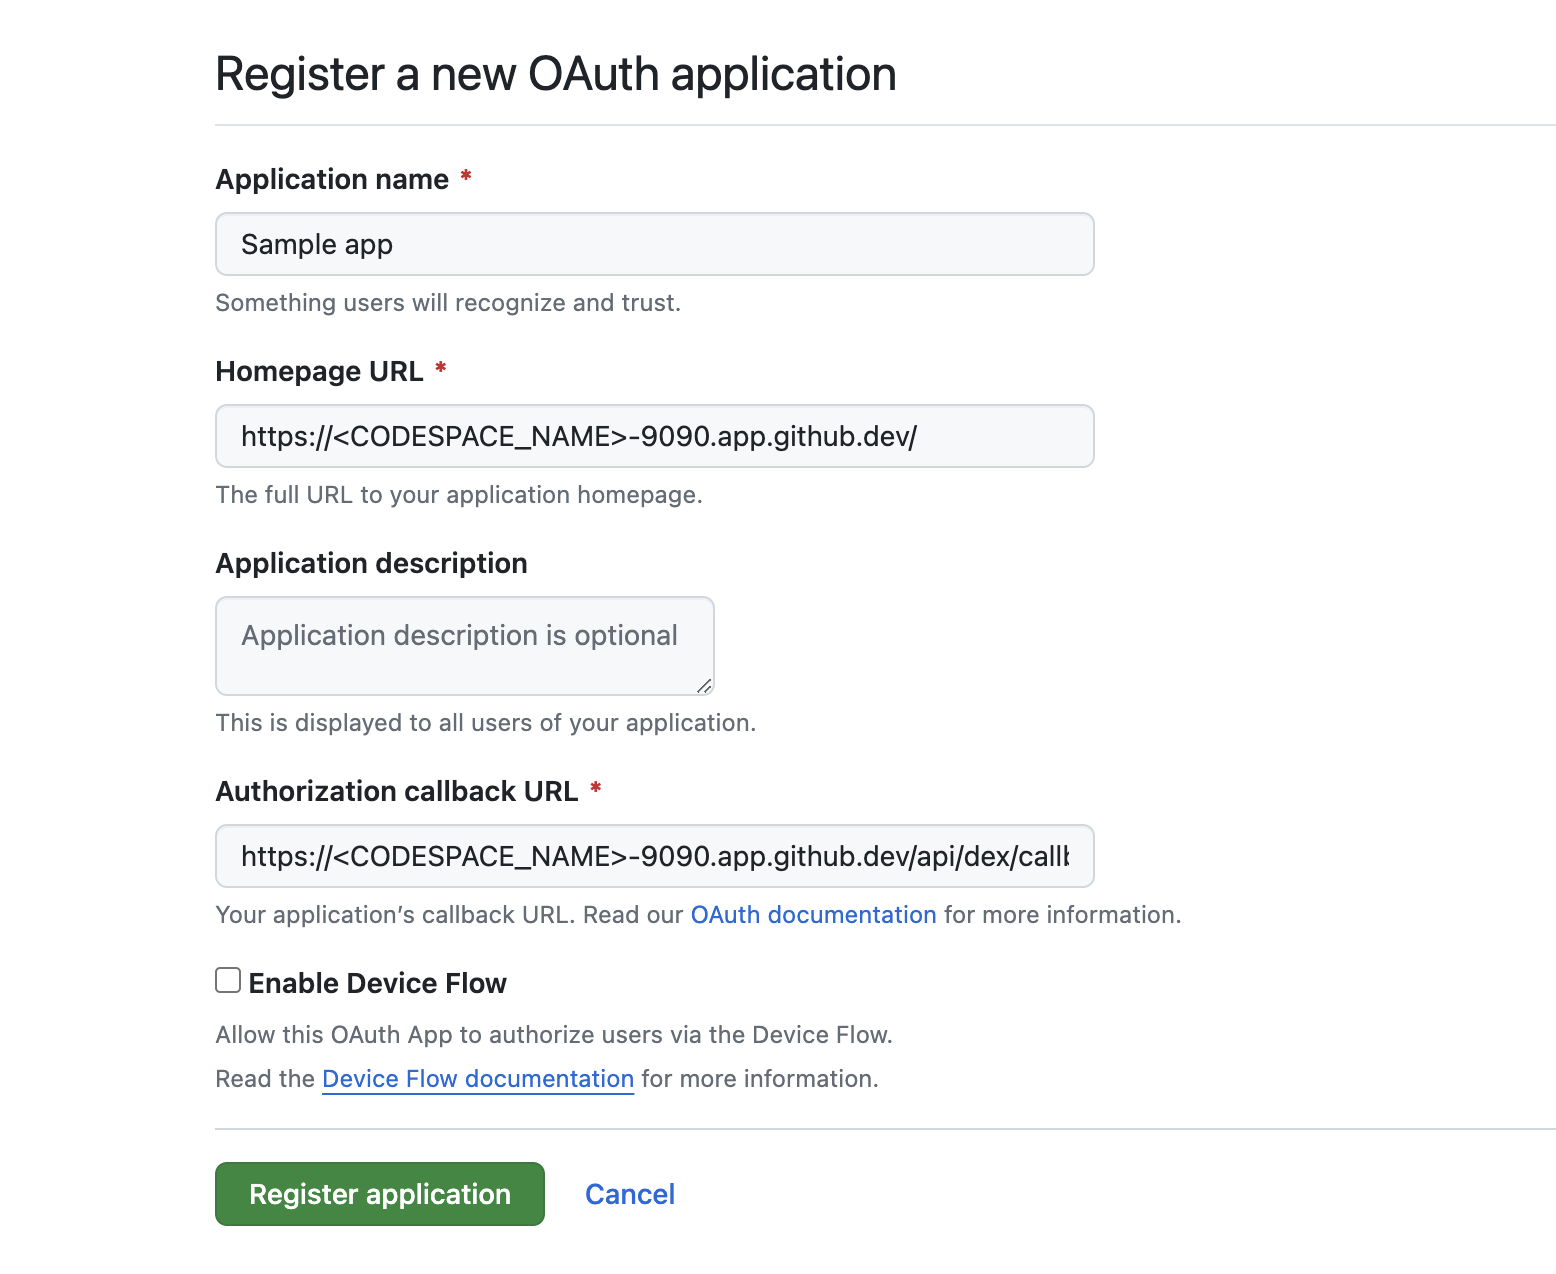 Register a new OAuth application
Application name *
Sample app
Something users will recognize and trust.
Homepage URL *
https://<CODESPACE_NAME>-9090.app.github.dev/
The full URL to your application homepage.
Application description
Application description is optional
This is displayed to all users of your application.
Authorization callback URL *
https://<CODESPACE_NAME>-9090.app.github.dev/api/dex/call
Your application’s callback URL. Read our OAuth documentation for more information.
Enable Device Flow
Allow this OAuth App to authorize users via the Device Flow.
Read the Device Flow documentation for more information.
Register application
Cancel